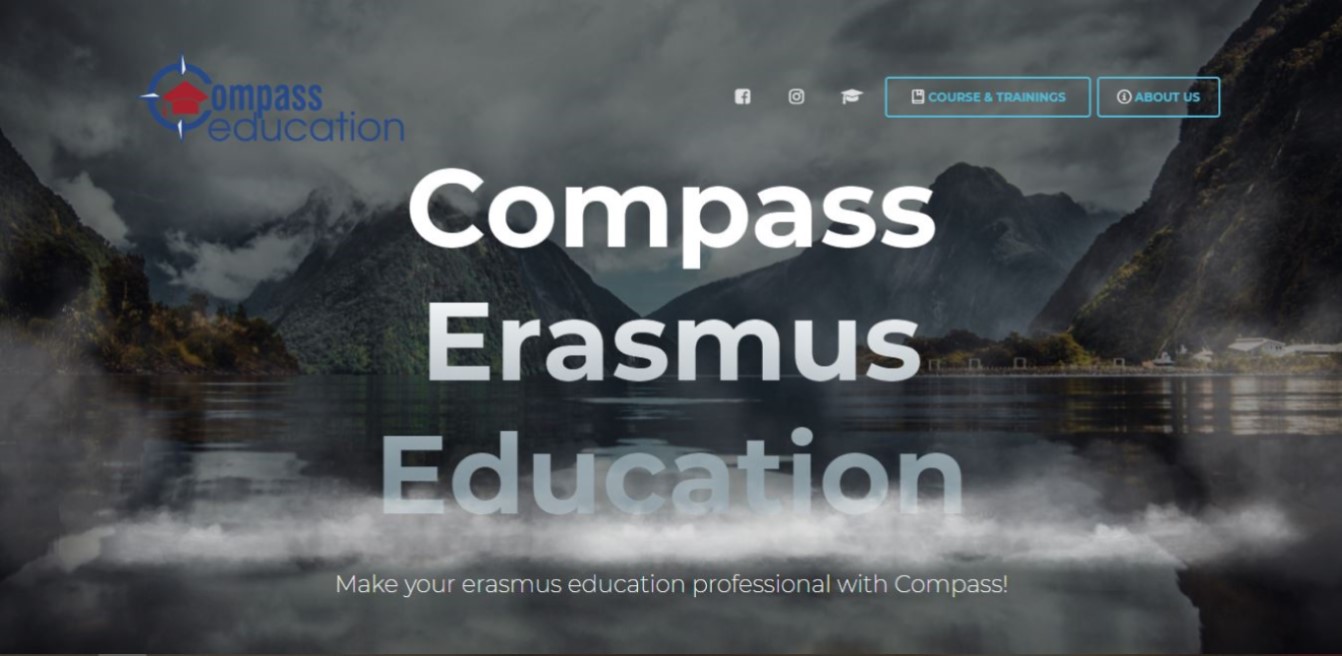 Compass
education
COURSE & TRAININGS
ABOUT US
Compass
Erasmus
Education
Make your erasmus education professional with Compass!